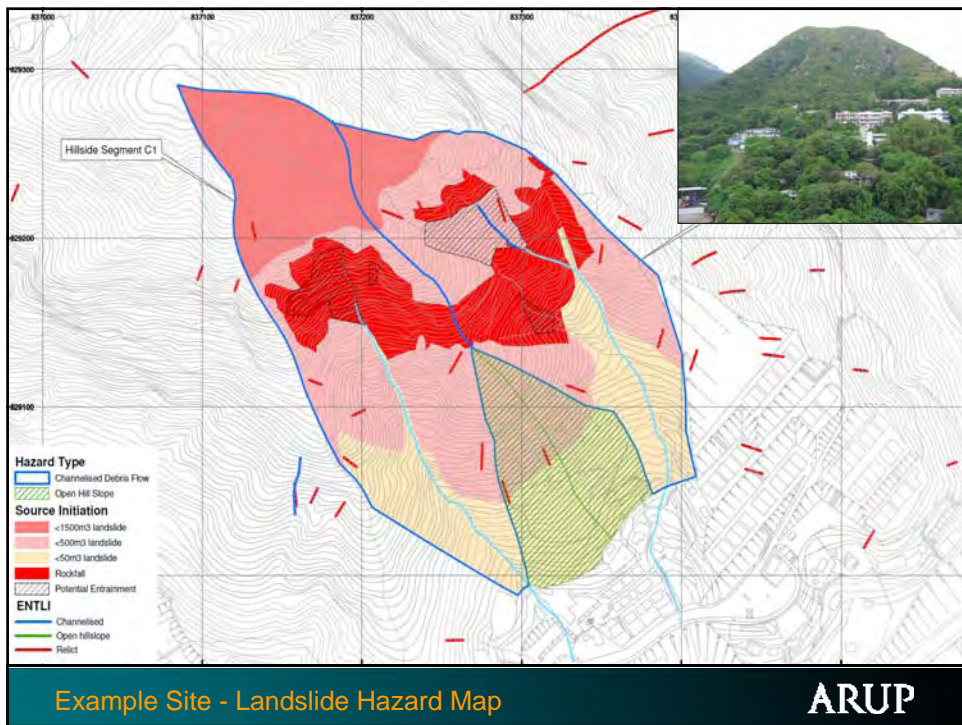 837000
837100
837200
837300
829300
829200
829100
Hillside Segment C1
Hazard Type
Channelised Debris Flow
Open Hill Slope
Source Initiation
<1500m3 landslide
<500m3 landslide
<50m3 landslide
Rockfall
Potential Entrainment
ENTLI
Channelised
Open hillslope
Relict
Example Site - Landslide Hazard Map
ARUP